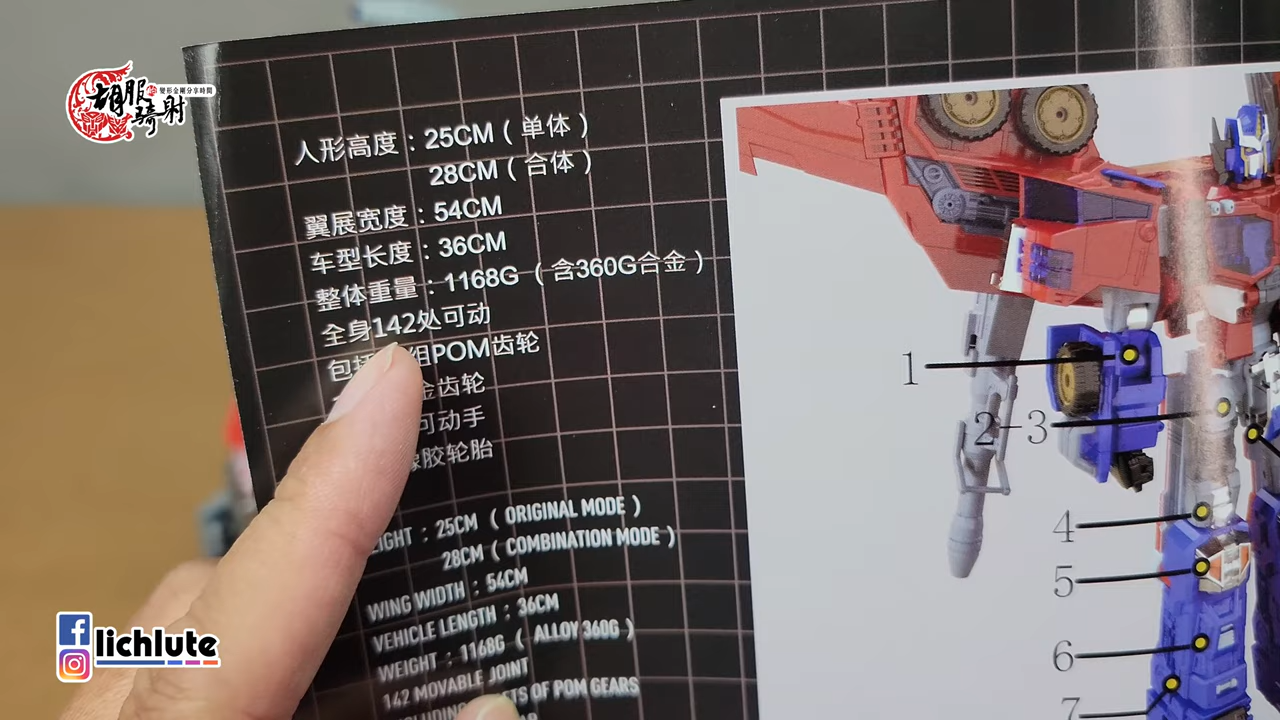 胡服騎射
變形金剛分享時間
人形高度：25CM（单体）
28CM（合体）
翼展宽度：54CM
车型长度：36CM
整体重量：1168G（含360G合金）
全身142处可动
包 组POM齿轮
金齿轮
可动手
橡胶轮胎
EIGHT：25CM（ORIGINAL MODE）
28CM（COMBINATION MODE）
WING WIDTH：54CM
VEHICLE LENGTH：36CM
WEIGHT：1168G（ ALLOY 360G ）
142 MOVABLE JOINT
OF POM GEARS
1
2-3
4
5
6
7
lichlute